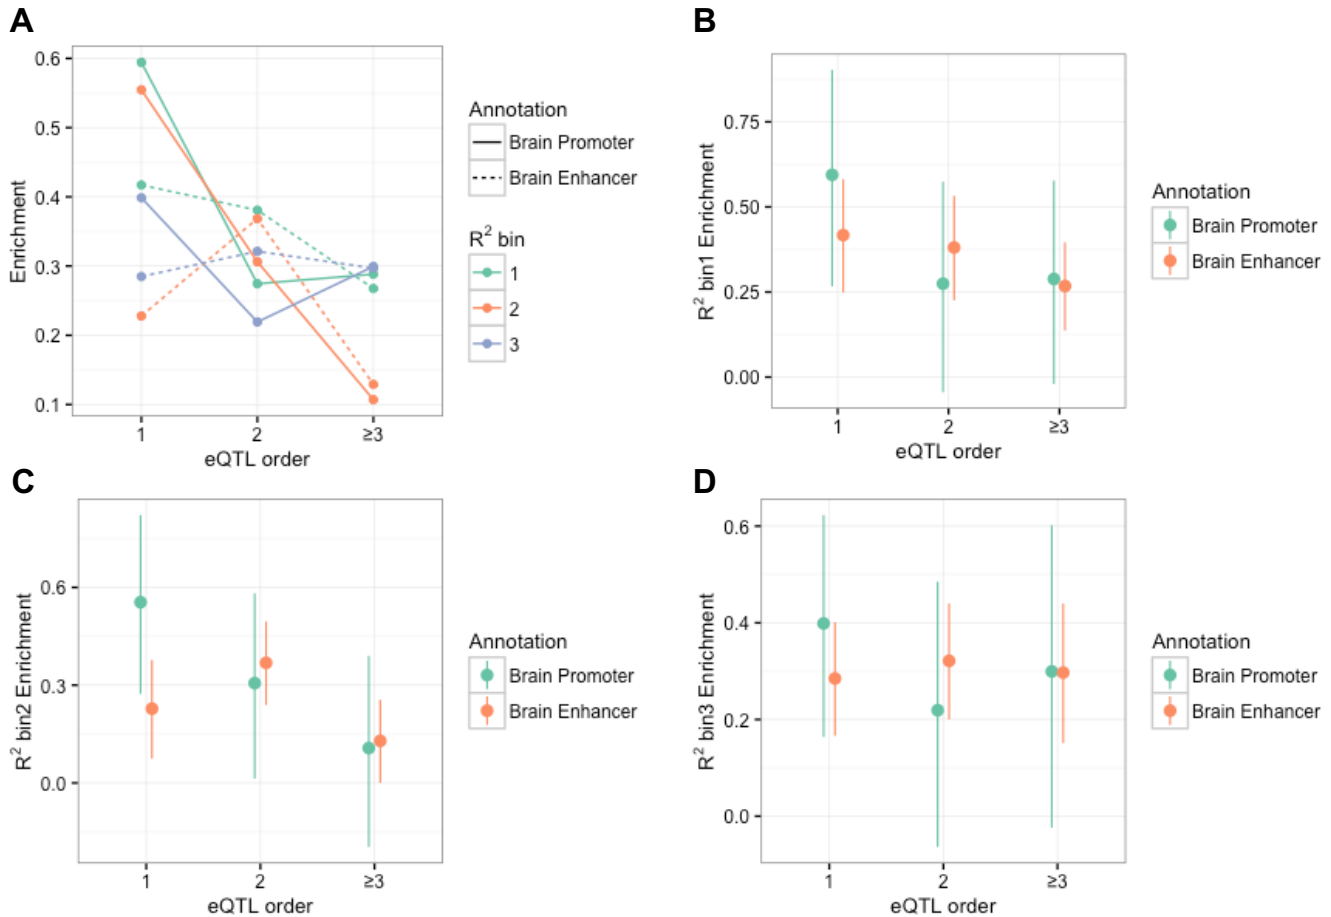 A
Enrichment
0.6
0.5
0.4
0.3
0.2
0.1
1
2
≥3
eQTL order
Annotation
Brain Promoter
Brain Enhancer
R² bin
1
2
3
B
R² bin1 Enrichment
0.75
0.50
0.25
0.00
1
2
≥3
eQTL order
Annotation
Brain Promoter
Brain Enhancer
C
R² bin2 Enrichment
0.6
0.3
0.0
1
2
≥3
eQTL order
Annotation
Brain Promoter
Brain Enhancer
D
R² bin3 Enrichment
0.6
0.4
0.2
0.0
1
2
≥3
eQTL order
Annotation
Brain Promoter
Brain Enhancer